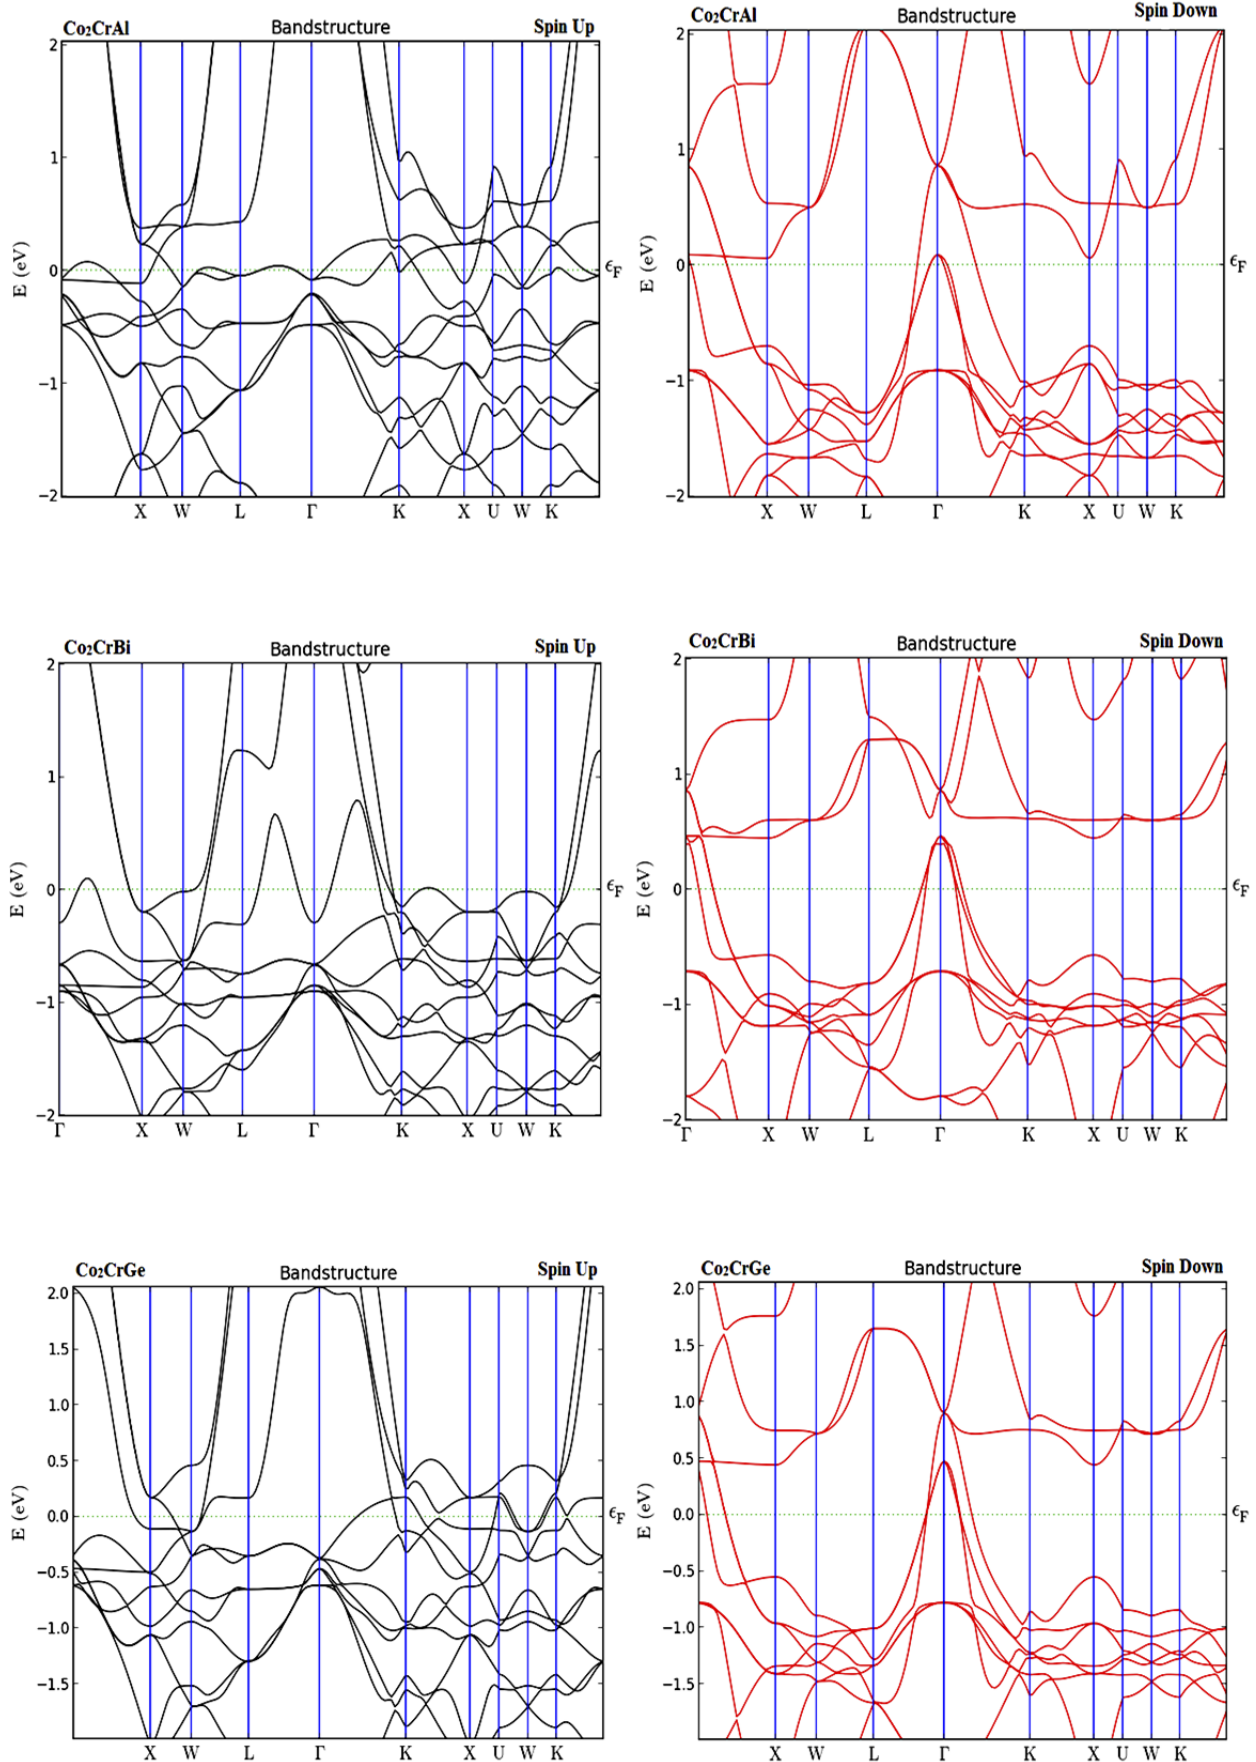 Co₂CrAl Bandstructure Spin Up
2
1
0
−1
−2
E (eV)
ϵF
X W L Γ K X U W K
Co₂CrAl Bandstructure Spin Down
2
1
0
−1
−2
E (eV)
ϵF
X W L Γ K X U W K
Co₂CrBi Bandstructure Spin Up
2
1
0
−1
−2
E (eV)
ϵF
Γ X W L Γ K X U W K
Co₂CrBi Bandstructure Spin Down
2
1
0
−1
−2
E (eV)
ϵF
Γ X W L Γ K X U W K
Co₂CrGe Bandstructure Spin Up
2.0
1.5
1.0
0.5
0.0
−0.5
−1.0
−1.5
E (eV)
ϵF
X W L Γ K X U W K
Co₂CrGe Bandstructure Spin Down
2.0
1.5
1.0
0.5
0.0
−0.5
−1.0
−1.5
E (eV)
ϵF
X W L Γ K X U W K